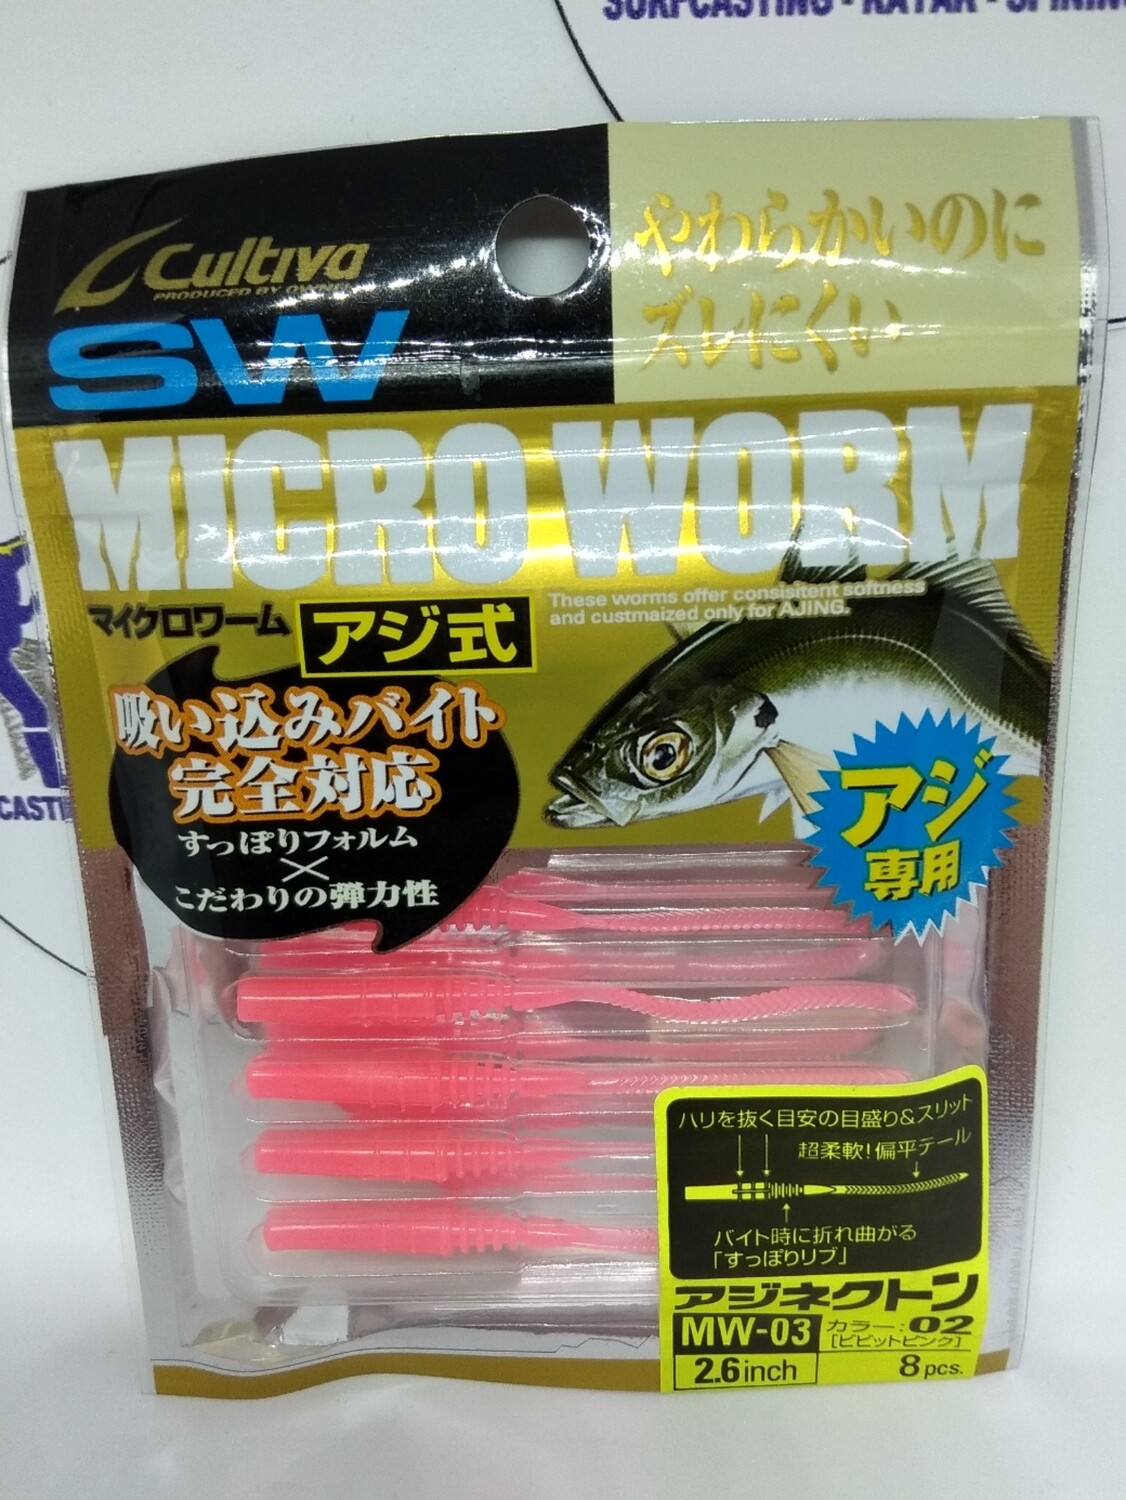 SURFCASTING - KAYAK - SPINING
Cultiva
PRODUCED BY OWNER
SW
やわらかいのに
ズレにくい
MICRO WORM
マイクロワーム
アジ式
These worms offer consisitent softness
and custmaized only for AJING.
吸い込みバイト
完全対応
すっぽりフォルム
×
こだわりの弾力性
アジ
専用
CASTI
ハリを抜く目安の目盛り&スリット
超柔軟!偏平テール
バイト時に折れ曲がる
「すっぽりリブ」
アジネクトン
MW-03
カラー:02
[ビビットピンク]
2.6inch
8pcs.